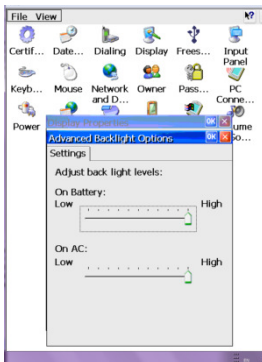 File View
Certif... Date... Dialing Display Frees... Input
Panel
Keyb... Mouse Network Owner Pass... PC
and D... Conne...
Power
Display Properties OK
ume
So...
Advanced Backlight Options OK
Settings
Adjust back light levels:
On Battery:
Low High
On AC:
Low High